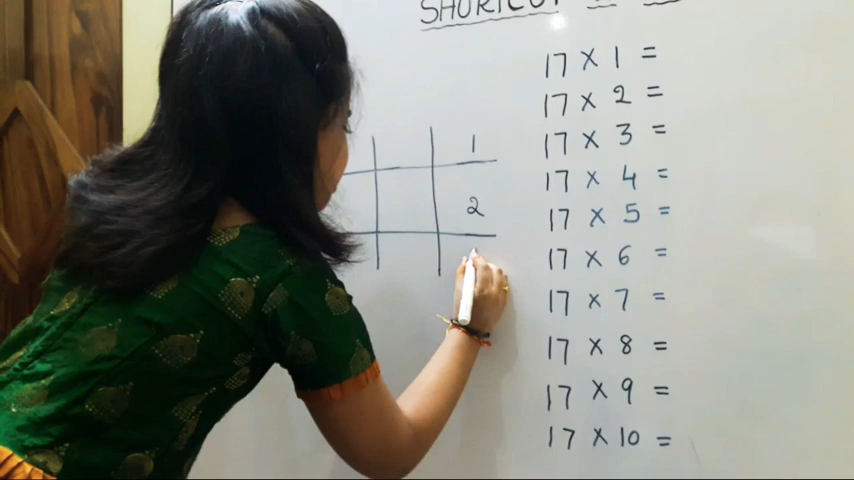 SHORTCUT
1
2
17 × 1 =
17 × 2 =
17 × 3 =
17 × 4 =
17 × 5 =
17 × 6 =
17 × 7 =
17 × 8 =
17 × 9 =
17 × 10 =